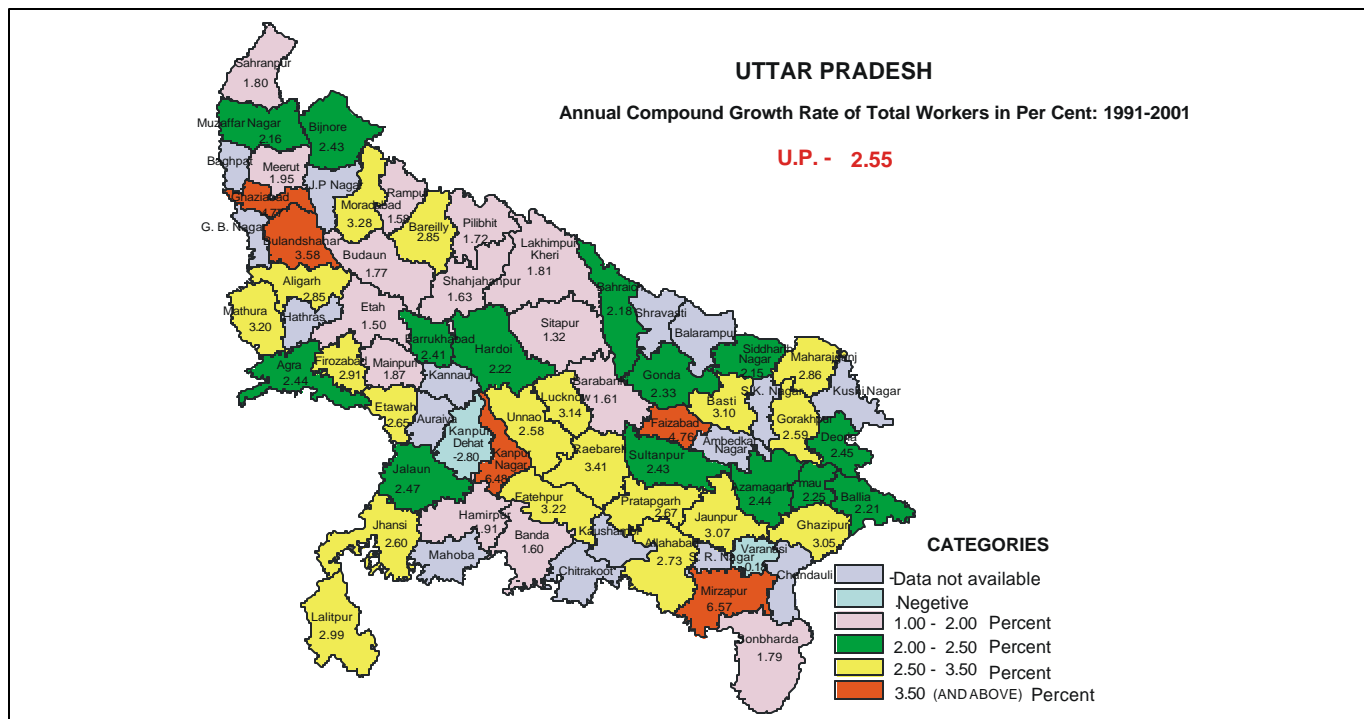 UTTAR PRADESH
Annual Compound Growth Rate of Total Workers in Per Cent: 1991-2001
U.P. - 2.55
Sahranpur
1.80
Muzaffar Nagar
2.16
Bijnore
2.43
Baghpat
Meerut
1.95
J.P Nagar
Ghaziabad
Moradabad
3.28
Rampu
1.58
Bareilly
2.85
Pilibhit
1.72
G. B. Nagar
Bulandshahar
3.58
Budaun
1.77
Lakhimpur
Kheri
1.81
Shahjahanpur
1.63
Aligarh
2.85
Mathura
3.20
Hathras
Etah
1.50
Bahraic
2.18
Shravasti
Balarampu
Sitapur
1.32
Farrukhabad
2.41
Hardoi
2.22
Agra
2.44
Firozabad
2.91
Mainpuri
1.87
Kannauj
Siddharth
Nagar
2.15
Maharajganj
2.86
Gonda
2.33
Barabanki
1.61
Basti
3.10
S.K. Nagar
Kushi Nagar
Etawah
2.65
Auraiya
Lucknow
3.14
Unnao
2.58
Kanpur
Dehat
-2.80
Kanpur
Nagar
6.48
Faizabad
4.76
Ambedkar
Nagar
Gorakhpur
2.59
Deoria
2.45
Raebareli
3.41
Sultanpur
2.43
Jalaun
2.47
Azamagarh
2.44
mau
2.25
Ballia
2.21
Fatehpur
3.22
Pratapgarh
2.67
Jaunpur
3.07
Ghazipur
3.05
Jhansi
2.60
Hamirpur
1.91
Banda
1.60
Kaushambi
Allahabad
2.73
S. R. Nagar
Varanasi
Chandauli
Mahoba
Chitrakoot
Mirzapur
6.57
Lalitpur
2.99
Sonbharda
1.79
CATEGORIES
-Data not available
.Negetive
1.00 - 2.00 Percent
2.00 - 2.50 Percent
2.50 - 3.50 Percent
3.50 (AND ABOVE) Percent